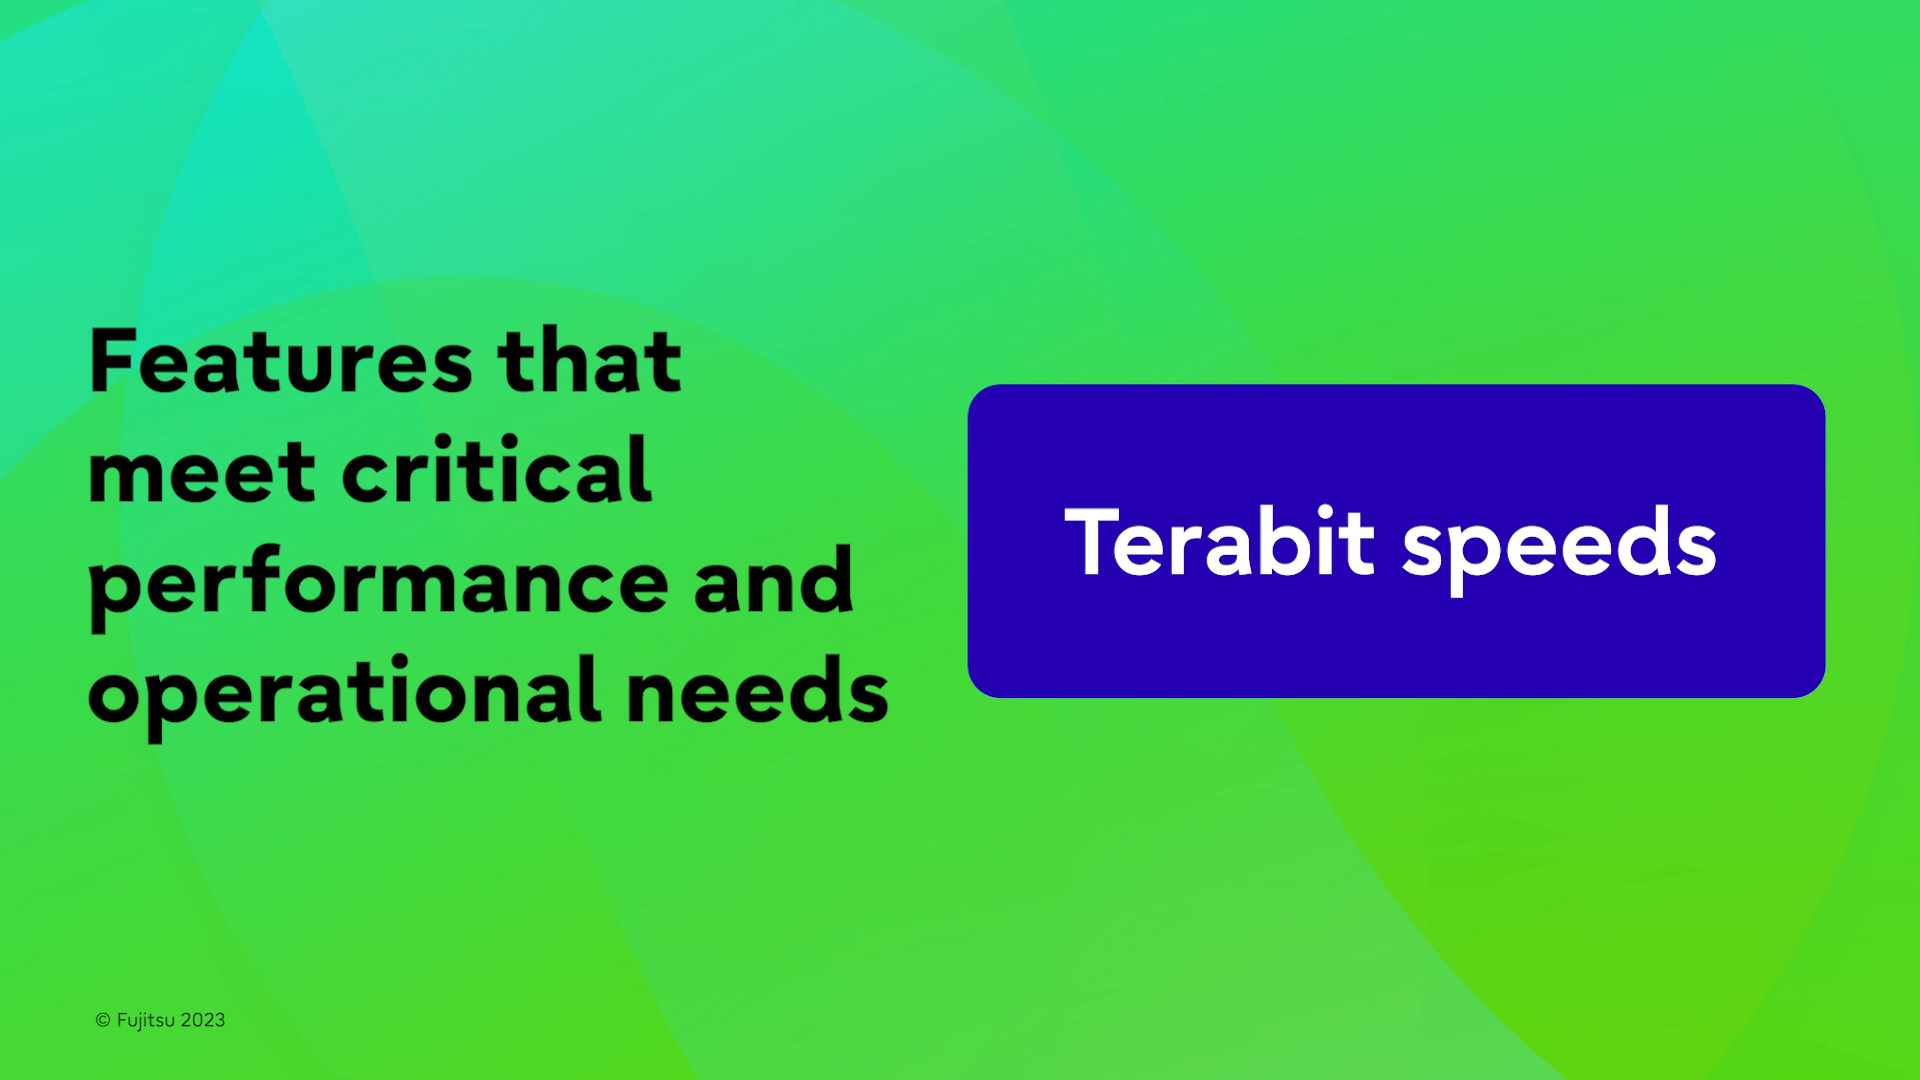 Features that
meet critical
performance and
operational needs
Terabit speeds
© Fujitsu 2023